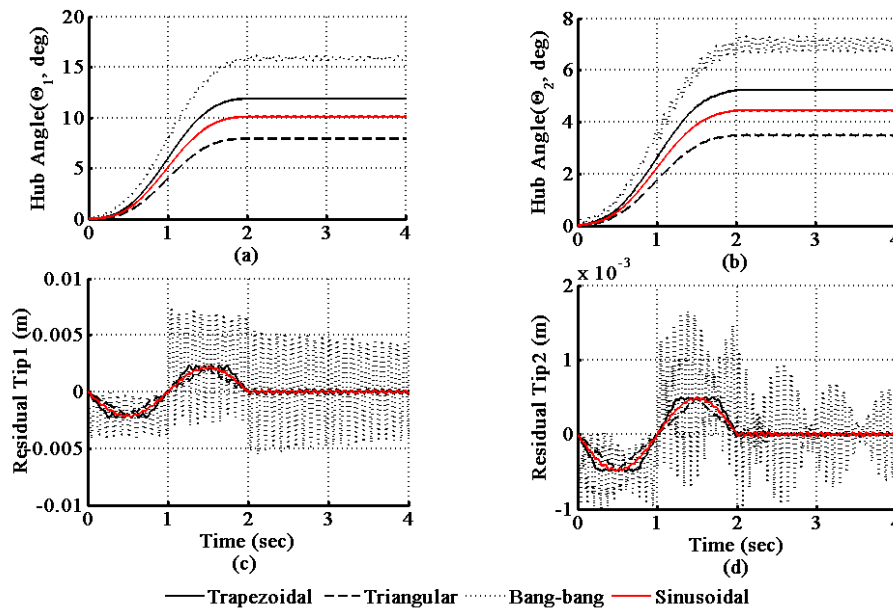 20
15
10
5
0
Hub Angle(Θ1, deg)
0 1 2 3 4
(a)
8
6
4
2
0
Hub Angle(Θ2, deg)
0 1 2 3 4
(b)
0.01
0.005
0
-0.005
-0.01
Residual Tip1 (m)
0 1 2 3 4
Time (sec)
(c)
x 10-3
2
1
0
-1
Residual Tip2 (m)
0 1 2 3 4
Time (sec)
(d)
Trapezoidal Triangular Bang-bang Sinusoidal